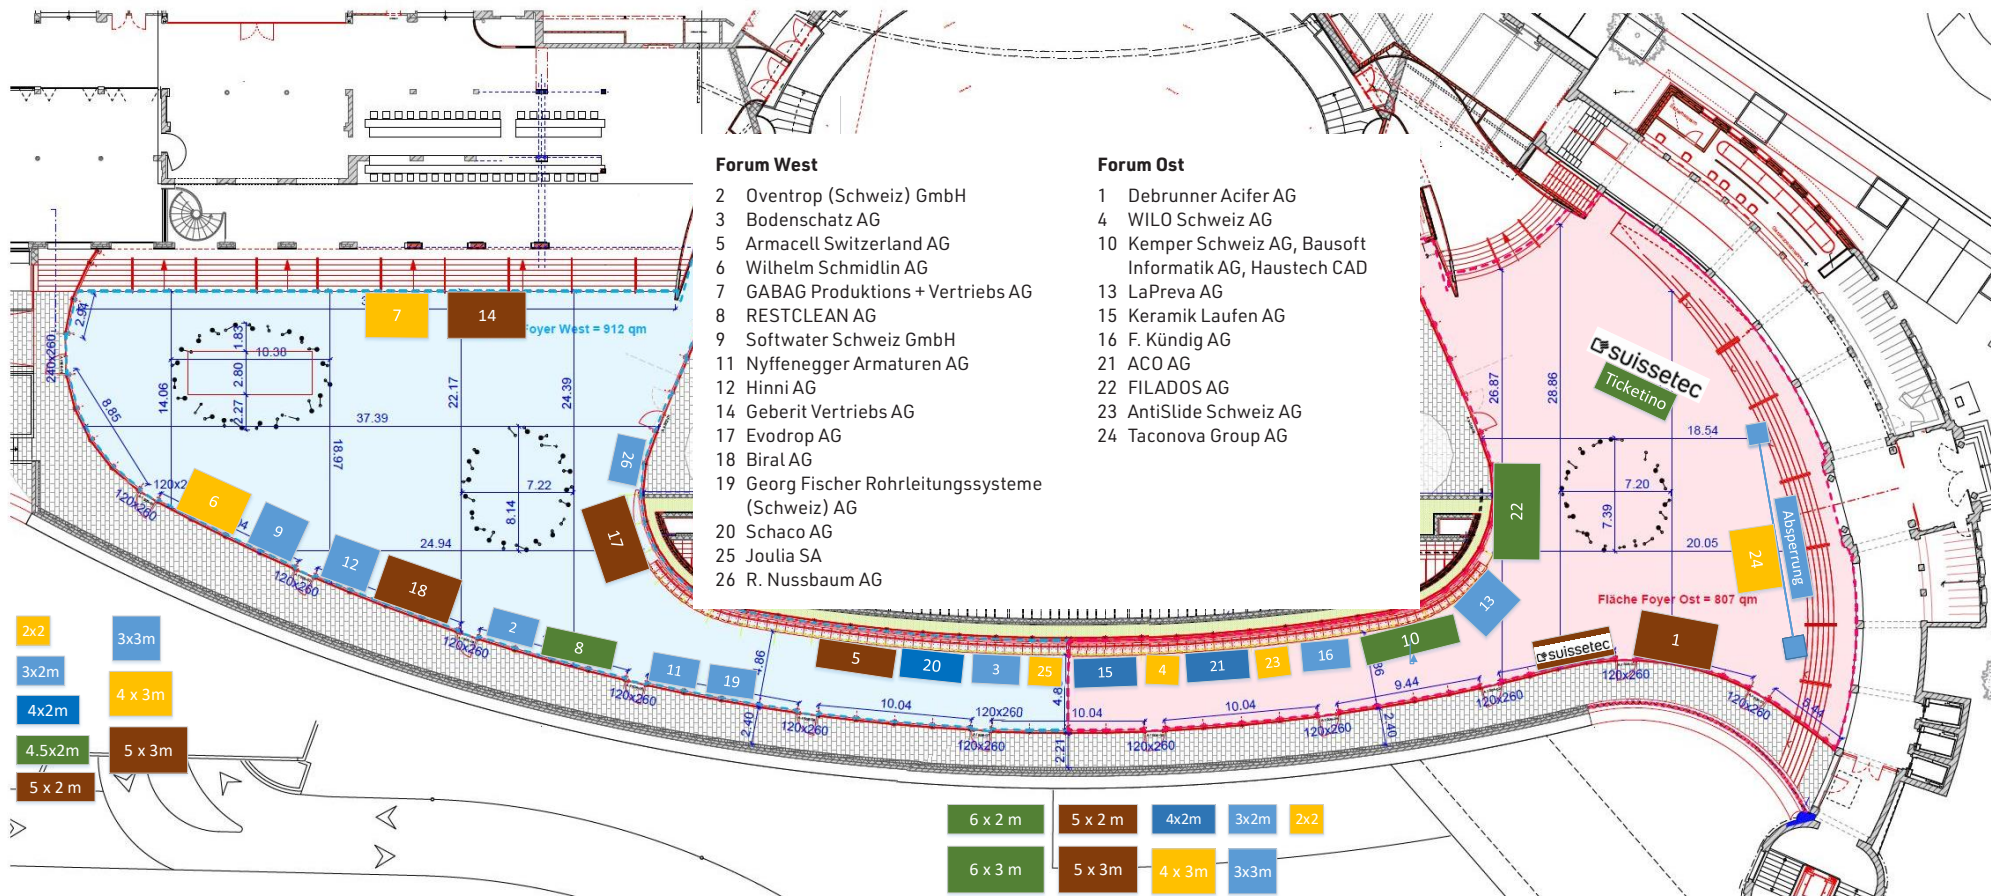 Forum West
2 Oventrop (Schweiz) GmbH
3 Bodenschatz AG
5 Armacell Switzerland AG
6 Wilhelm Schmidlin AG
7 GABAG Produktions + Vertriebs AG
8 RESTCLEAN AG
9 Softwater Schweiz GmbH
11 Nyffenegger Armaturen AG
12 Hinni AG
14 Geberit Vertriebs AG
17 Evodrop AG
18 Biral AG
19 Georg Fischer Rohrleitungssysteme
(Schweiz) AG
20 Schaco AG
25 Joulia SA
26 R. Nussbaum AG
Forum Ost
1 Debrunner Acifer AG
4 WILO Schweiz AG
10 Kemper Schweiz AG, Bausoft
Informatik AG, Haustech CAD
13 LaPreva AG
15 Keramik Laufen AG
16 F. Kündig AG
21 ACO AG
22 FILADOS AG
23 AntiSlide Schweiz AG
24 Taconova Group AG
7
14
Foyer West = 912 qm
2.94
240x260
1.83
10.38
2.80
2.27
14.06
8.85
37.39
22.17
24.39
18.97
7.22
8.14
24.94
26
17
6
9
12
18
2
8
11
19
120x260
120x260
120x260
120x260
120x260
120x260
120x260
120x260
120x260
120x260
120x260
120x260
4.86
5
20
3
25
15
4
21
23
16
10
13
22
10.04
10.04
10.04
9.44
8.44
2.40
2.21
2.40
suissetec
Ticketino
26.87
28.86
18.54
7.20
7.39
20.05
24
Absperrung
Fläche Foyer Ost = 807 qm
suissetec
1
2x2
3x2m
4x2m
4.5x2m
5 x 2 m
3x3m
4 x 3m
5 x 3m
6 x 2 m
5 x 2 m
4x2m
3x2m
2x2
6 x 3 m
5 x 3m
4 x 3m
3x3m